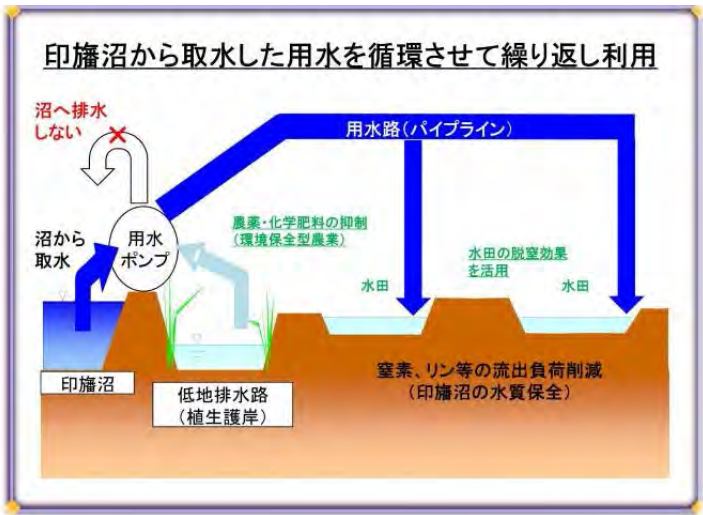 印旛沼から取水した用水を循環させて繰り返し利用
沼へ排水
しない
用水路(パイプライン)
農薬・化学肥料の抑制
(環境保全型農業)
沼から
取水
用水
ポンプ
水田の脱窒効果
を活用
水田
水田
窒素、リン等の流出負荷削減
(印旛沼の水質保全)
印旛沼
低地排水路
(植生護岸)